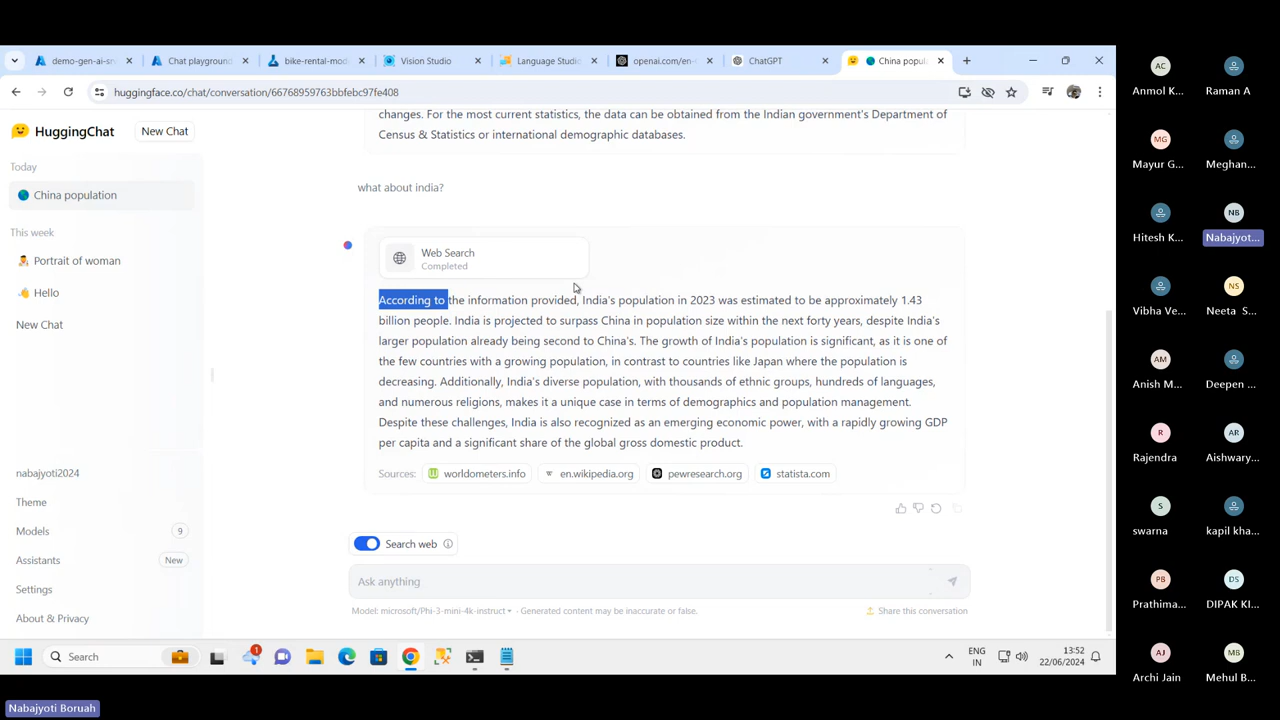 demo-gen-ai-sn
Chat playground
bike-rental-mod
Vision Studio
Language Studio
openai.com/en-
ChatGPT
China popul
huggingface.co/chat/conversation/66768959763bbfebc97fe408
HuggingChat
New Chat
Today
China population
This week
Portrait of woman
Hello
New Chat
nabajyoti2024
Theme
Models 9
Assistants New
Settings
About & Privacy
changes. For the most current statistics, the data can be obtained from the Indian government's Department of
Census & Statistics or international demographic databases.
what about india?
Web Search
Completed
According to the information provided, India's population in 2023 was estimated to be approximately 1.43
billion people. India is projected to surpass China in population size within the next forty years, despite India's
larger population already being second to China's. The growth of India's population is significant, as it is one of
the few countries with a growing population, in contrast to countries like Japan where the population is
decreasing. Additionally, India's diverse population, with thousands of ethnic groups, hundreds of languages,
and numerous religions, makes it a unique case in terms of demographics and population management.
Despite these challenges, India is also recognized as an emerging economic power, with a rapidly growing GDP
per capita and a significant share of the global gross domestic product.
Sources: worldometers.info en.wikipedia.org pewresearch.org statista.com
Search web
Ask anything
Model: microsoft/Phi-3-mini-4k-instruct · Generated content may be inaccurate or false.
Share this conversation
Search
1
ENG
IN
13:52
22/06/2024
AC
Anmol K...
Raman A
MG
Mayur G...
Meghan...
Hitesh K...
NB
Nabajyot...
Vibha Ve...
NS
Neeta S...
AM
Anish M...
Deepen ...
R
Rajendra
AR
Aishwary...
S
swarna
kapil kha...
PB
Prathima...
DS
DIPAK KI...
AJ
Archi Jain
MB
Mehul B...
Nabajyoti Boruah